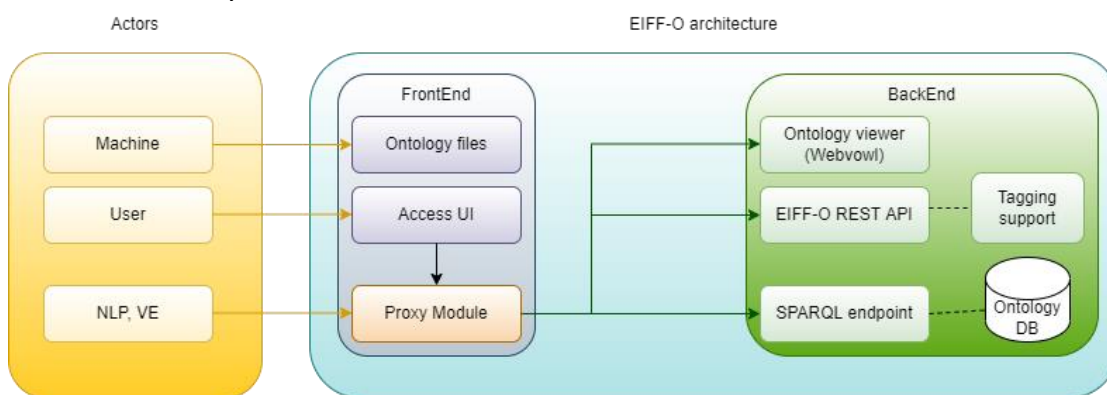 Actors
EIFF-O architecture
FrontEnd
BackEnd
Machine
Ontology files
Ontology viewer
(Webvowl)
User
Access UI
EIFF-O REST API
Tagging
support
NLP, VE
Proxy Module
SPARQL endpoint
Ontology
DB